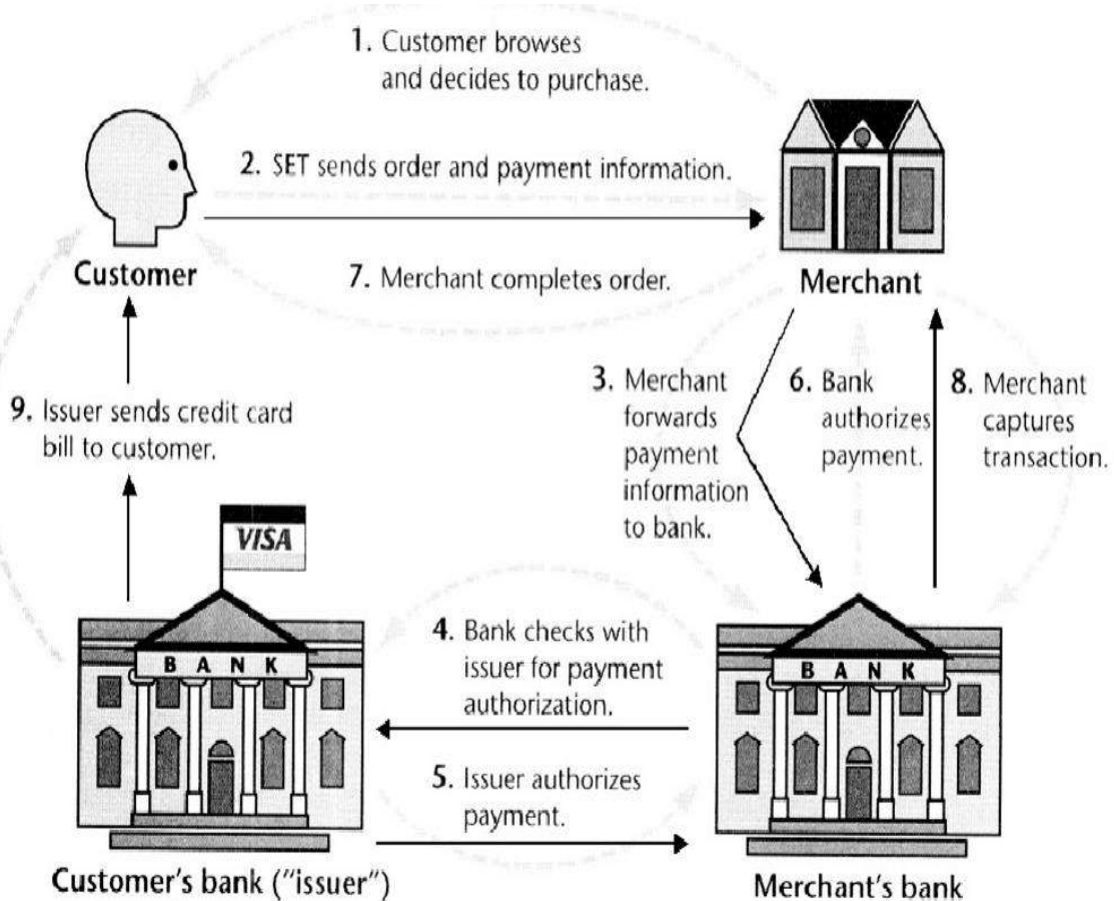 1. Customer browses
and decides to purchase.
2. SET sends order and payment information.
Customer
7. Merchant completes order.
Merchant
3. Merchant
forwards
payment
information
to bank.
6. Bank
authorizes
payment.
8. Merchant
captures
transaction.
9. Issuer sends credit card
bill to customer.
VISA
BANK
4. Bank checks with
issuer for payment
authorization.
BANK
5. Issuer authorizes
payment.
Customer's bank ("issuer")
Merchant's bank